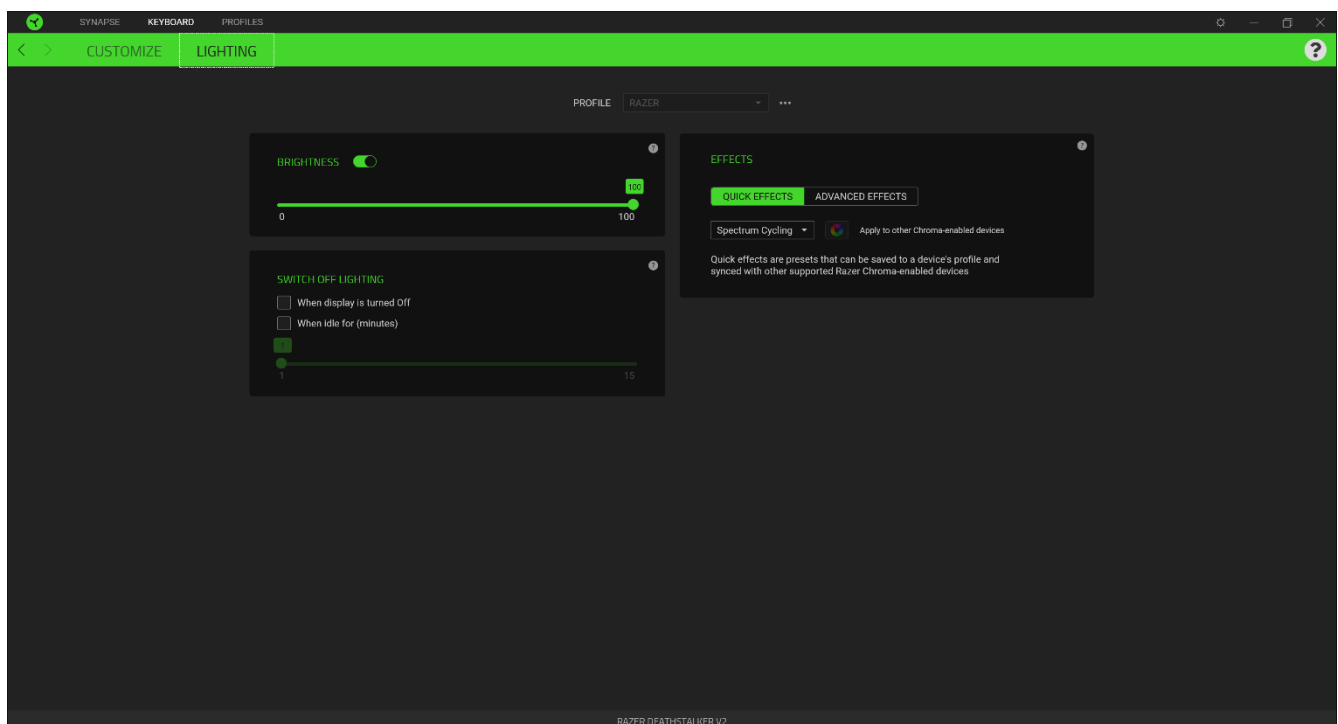 SYNAPSE KEYBOARD PROFILES
CUSTOMIZE LIGHTING
?
PROFILE RAZER
BRIGHTNESS
?
100
0 100
SWITCH OFF LIGHTING
?
When display is turned Off
When idle for (minutes)
1
1 15
EFFECTS
?
QUICK EFFECTS ADVANCED EFFECTS
Spectrum Cycling Apply to other Chroma-enabled devices
Quick effects are presets that can be saved to a device's profile and
synced with other supported Razer Chroma-enabled devices
RAZER DEATHSTALKER V2